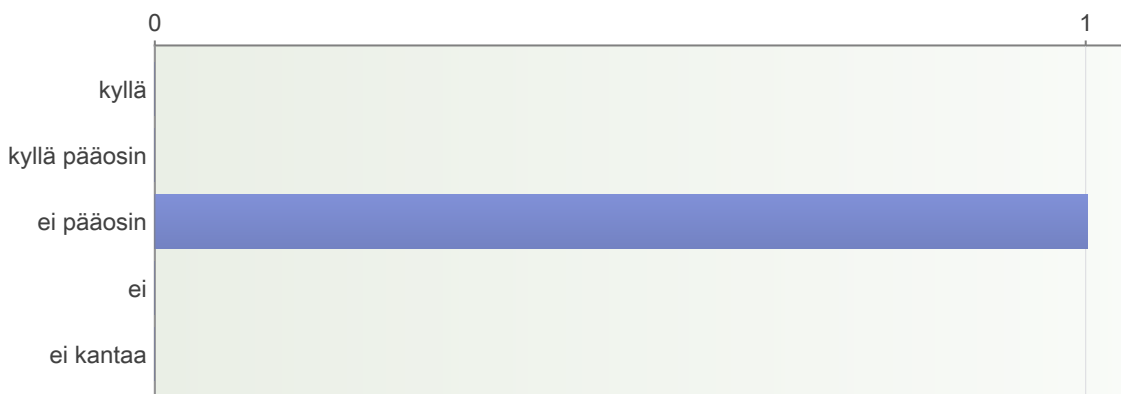 0 1
kyllä
kyllä pääosin
ei pääosin
ei
ei kantaa